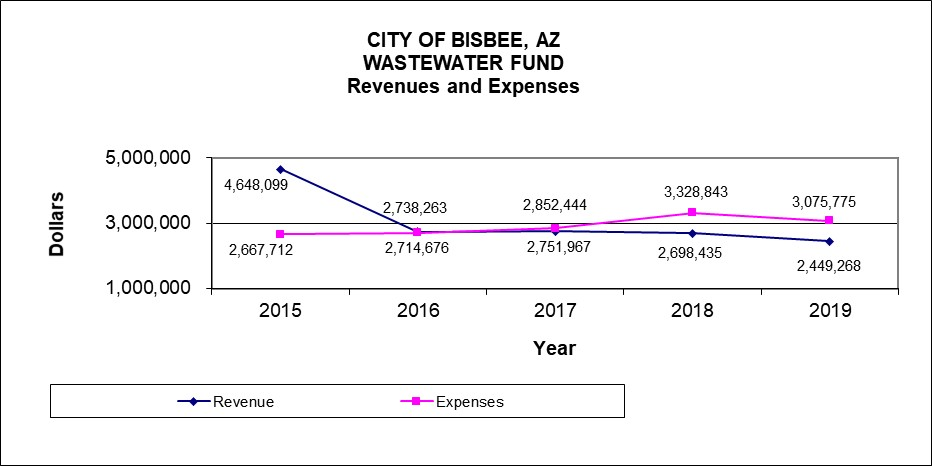 CITY OF BISBEE, AZ
WASTEWATER FUND
Revenues and Expenses
Dollars
5,000,000
3,000,000
1,000,000
4,648,099
2,738,263
2,852,444
3,328,843
3,075,775
2,667,712
2,714,676
2,751,967
2,698,435
2,449,268
2015
2016
2017
2018
2019
Year
Revenue
Expenses